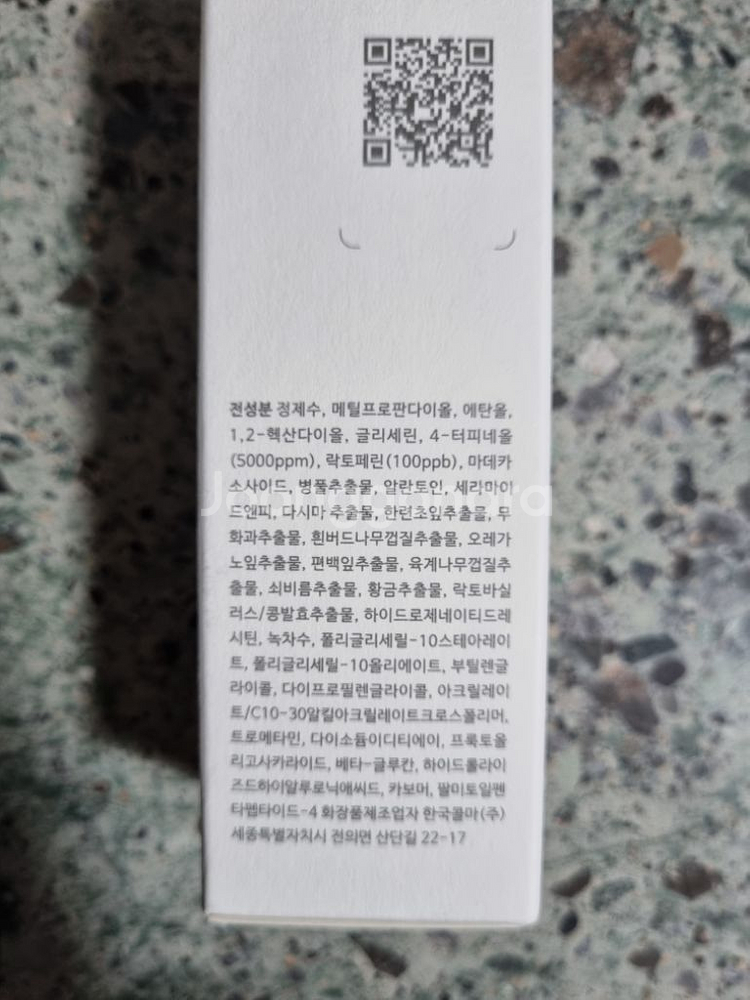 전성분 정제수, 메틸프로판다이올, 에탄올,
1,2-헥산다이올, 글리세린, 4-터피네올
(5000ppm), 락토페린(100ppb), 마데카
소사이드, 병풀추출물, 알란토인, 세라마이
드엔피, 다시마 추출물, 한련초잎추출물, 무
화과추출물, 흰버드나무껍질추출물, 오레가
노잎추출물, 편백잎추출물, 육계나무껍질추
출물, 쇠비름추출물, 황금추출물, 락토바실
러스/콩발효추출물, 하이드로제네이티드레
시틴, 녹차수, 폴리글리세릴-10스테아레이
트, 폴리글리세릴-10올리에이트, 부틸렌글
라이콜, 다이프로필렌글라이콜, 아크릴레이
트/C10-30알킬아크릴레이트크로스폴리머,
트로메타민, 다이소듐이디티에이, 프룩토올
리고사카라이드, 베타-글루칸, 하이드롤라이
즈드하이알루로닉애씨드, 카보머, 팔미토일펜
타펩타이드-4 화장품제조업자 한국콜마(주)
세종특별자치시 전의면 산단길 22-17